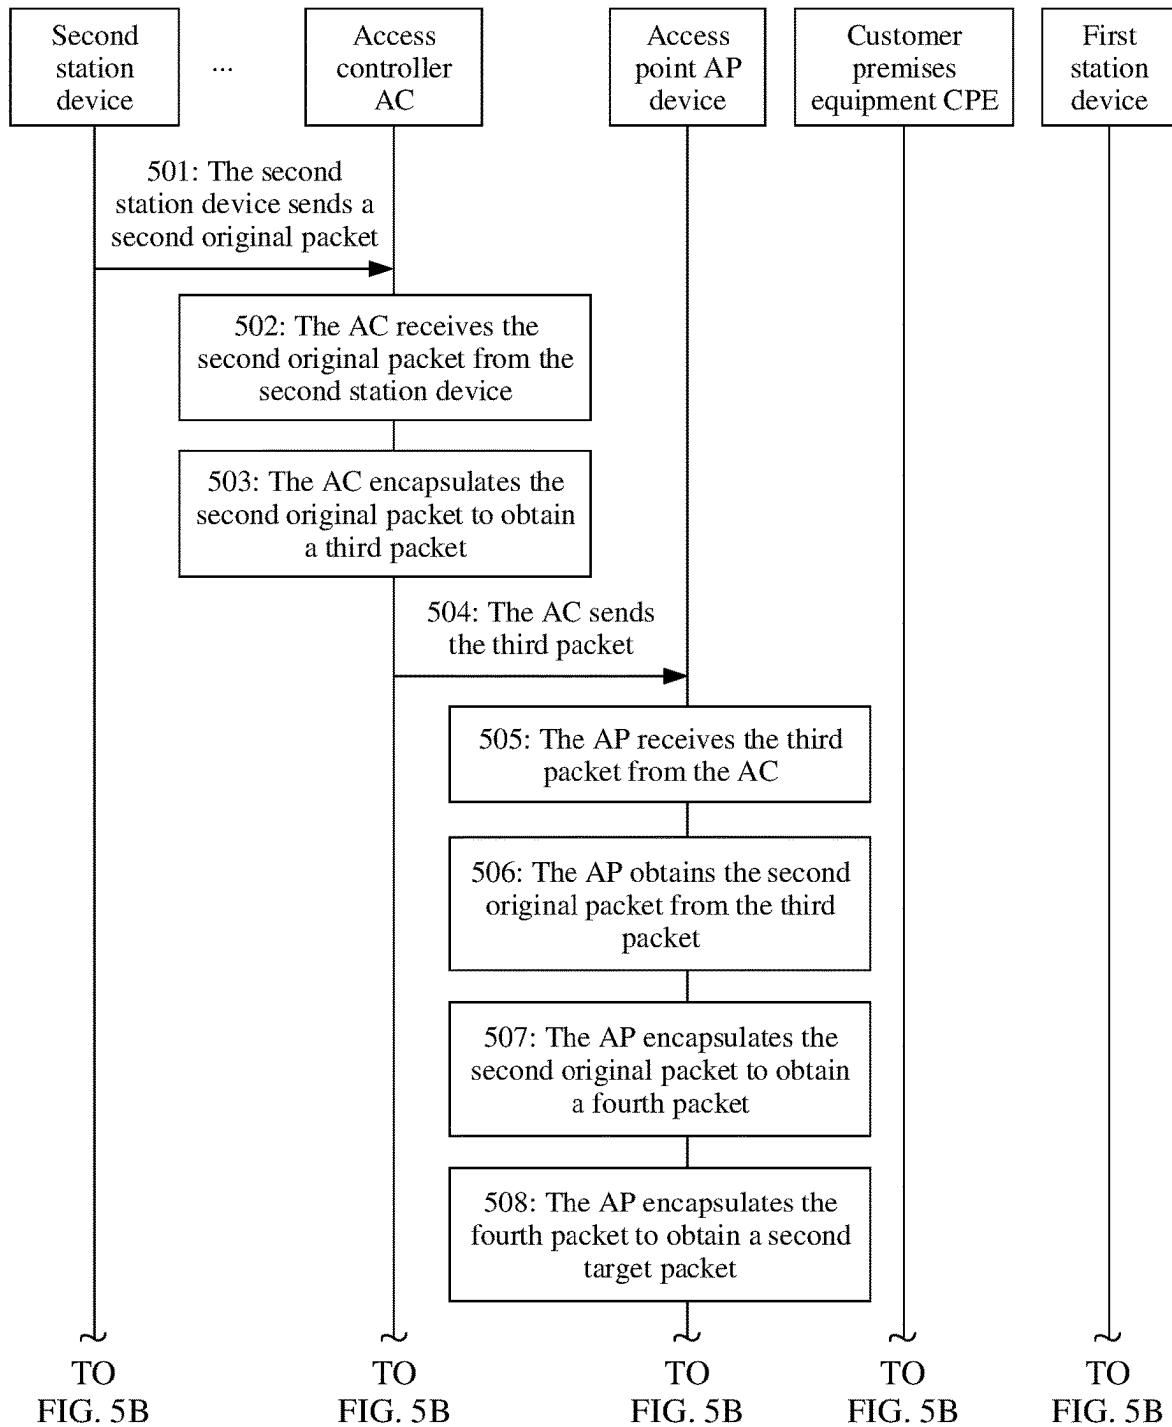 Second
station
device
...
Access
controller
AC
Access
point AP
device
Customer
premises
equipment CPE
First
station
device
501: The second
station device sends a
second original packet
502: The AC receives the
second original packet from the
second station device
503: The AC encapsulates the
second original packet to obtain
a third packet
504: The AC sends
the third packet
505: The AP receives the third
packet from the AC
506: The AP obtains the second
original packet from the third
packet
507: The AP encapsulates the
second original packet to obtain
a fourth packet
508: The AP encapsulates the
fourth packet to obtain a second
target packet
TO
FIG. 5B
TO
FIG. 5B
TO
FIG. 5B
TO
FIG. 5B
TO
FIG. 5B